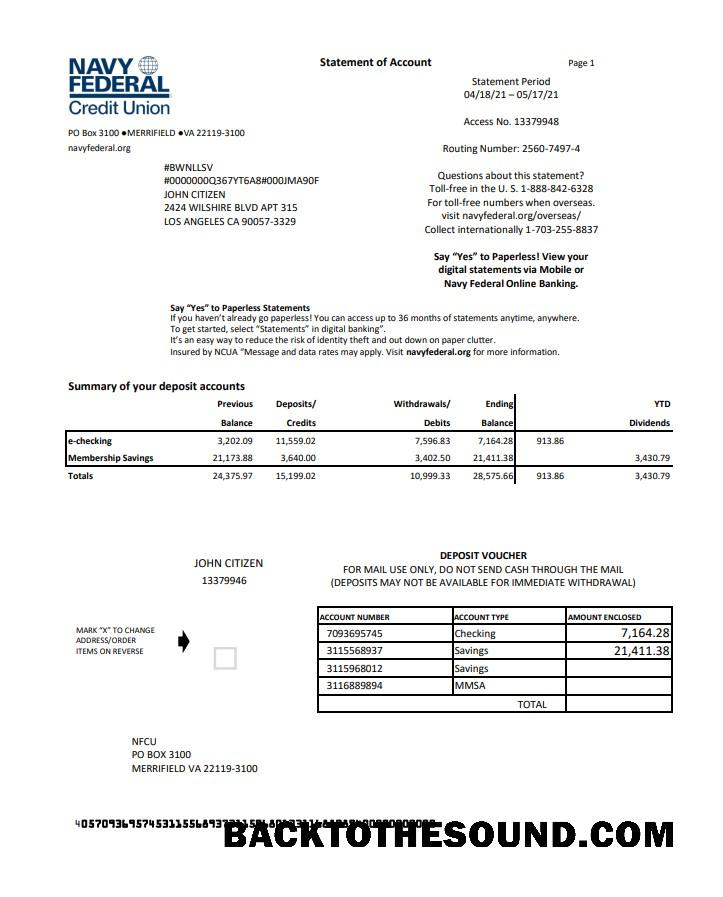 NAVY
FEDERAL
Credit Union
Statement of Account
Page 1
Statement Period
04/18/21 – 05/17/21
Access No. 13379948
PO Box 3100 ●MERRIFIELD ●VA 22119-3100
navyfederal.org
Routing Number: 2560-7497-4
#BWNLLSV
#0000000Q367YT6A8#000JMA90F
JOHN CITIZEN
2424 WILSHIRE BLVD APT 315
LOS ANGELES CA 90057-3329
Questions about this statement?
Toll-free in the U. S. 1-888-842-6328
For toll-free numbers when overseas.
visit navyfederal.org/overseas/
Collect internationally 1-703-255-8837
Say “Yes” to Paperless! View your
digital statements via Mobile or
Navy Federal Online Banking.
Say “Yes” to Paperless Statements
If you haven’t already go paperless! You can access up to 36 months of statements anytime, anywhere.
To get started, select “Statements” in digital banking”.
It’s an easy way to reduce the risk of identity theft and out down on paper clutter.
Insured by NCUA “Message and data rates may apply. Visit navyfederal.org for more information.
Summary of your deposit accounts
Previous Deposits/ Withdrawals/ Ending YTD
Balance Credits Debits Balance Dividends
e-checking 3,202.09 11,559.02 7,596.83 7,164.28 913.86
Membership Savings 21,173.88 3,640.00 3,402.50 21,411.38 3,430.79
Totals 24,375.97 15,199.02 10,999.33 28,575.66 913.86 3,430.79
JOHN CITIZEN
13379946
DEPOSIT VOUCHER
FOR MAIL USE ONLY, DO NOT SEND CASH THROUGH THE MAIL
(DEPOSITS MAY NOT BE AVAILABLE FOR IMMEDIATE WITHDRAWAL)
MARK “X” TO CHANGE
ADDRESS/ORDER
ITEMS ON REVERSE
ACCOUNT NUMBER ACCOUNT TYPE AMOUNT ENCLOSED
7093695745 Checking 7,164.28
3115568937 Savings 21,411.38
3115968012 Savings
3116889894 MMSA
TOTAL
NFCU
PO BOX 3100
MERRIFIELD VA 22119-3100
BACKTOTHESOUND.COM